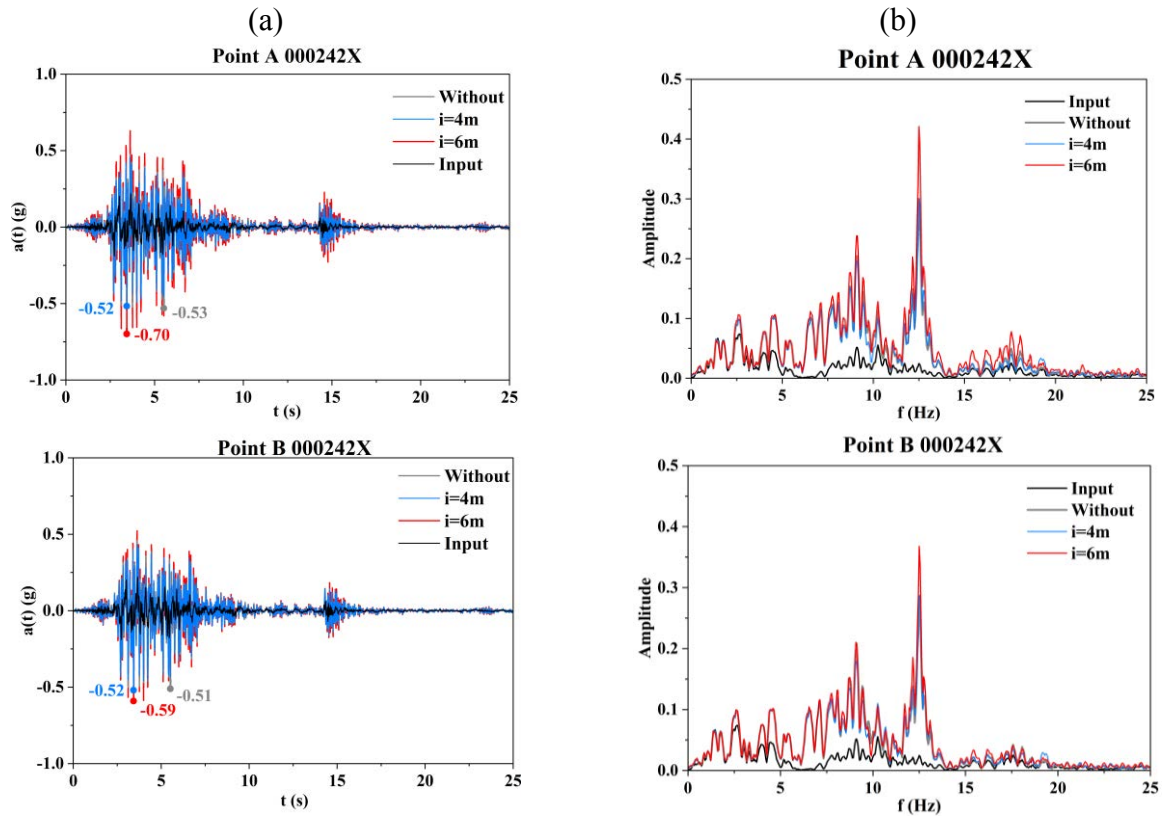 (a)
Point A 000242X
1.0
0.5
0.0
-0.5
-1.0
a(t) (g)
Without
i=4m
i=6m
Input
-0.52
-0.70
-0.53
0 5 10 15 20 25
t (s)
(b)
Point A 000242X
0.5
0.4
0.3
0.2
0.1
0.0
Amplitude
Input
Without
i=4m
i=6m
0 5 10 15 20 25
f (Hz)
Point B 000242X
1.0
0.5
0.0
-0.5
-1.0
a(t) (g)
Without
i=4m
i=6m
Input
-0.52
-0.59
-0.51
0 5 10 15 20 25
t (s)
Point B 000242X
0.5
0.4
0.3
0.2
0.1
0.0
Amplitude
Input
Without
i=4m
i=6m
0 5 10 15 20 25
f (Hz)